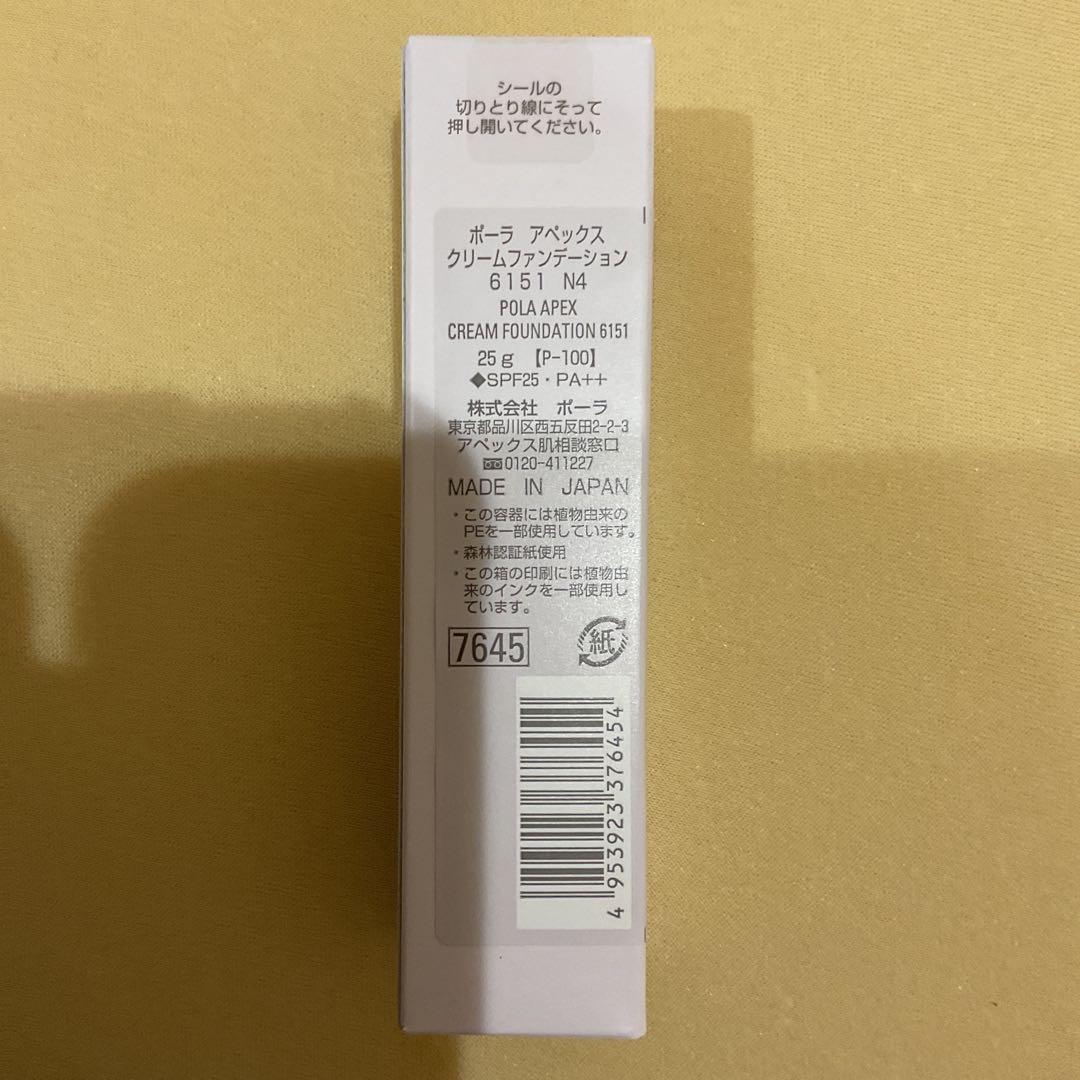 シールの
切りとり線にそって
押し開いてください。
ポーラ アペックス
クリームファンデーション
6151 N4
POLA APEX
CREAM FOUNDATION 6151
25g 【P-100】
◆SPF25・PA++
株式会社 ポーラ
東京都品川区西五反田2-2-3
アペックス肌相談窓口
0120-411227
MADE IN JAPAN
・この容器には植物由来の
PEを一部使用しています。
・森林認証紙使用
・この箱の印刷には植物由
来のインクを一部使用し
ています。
7645
紙
4 953923 376454